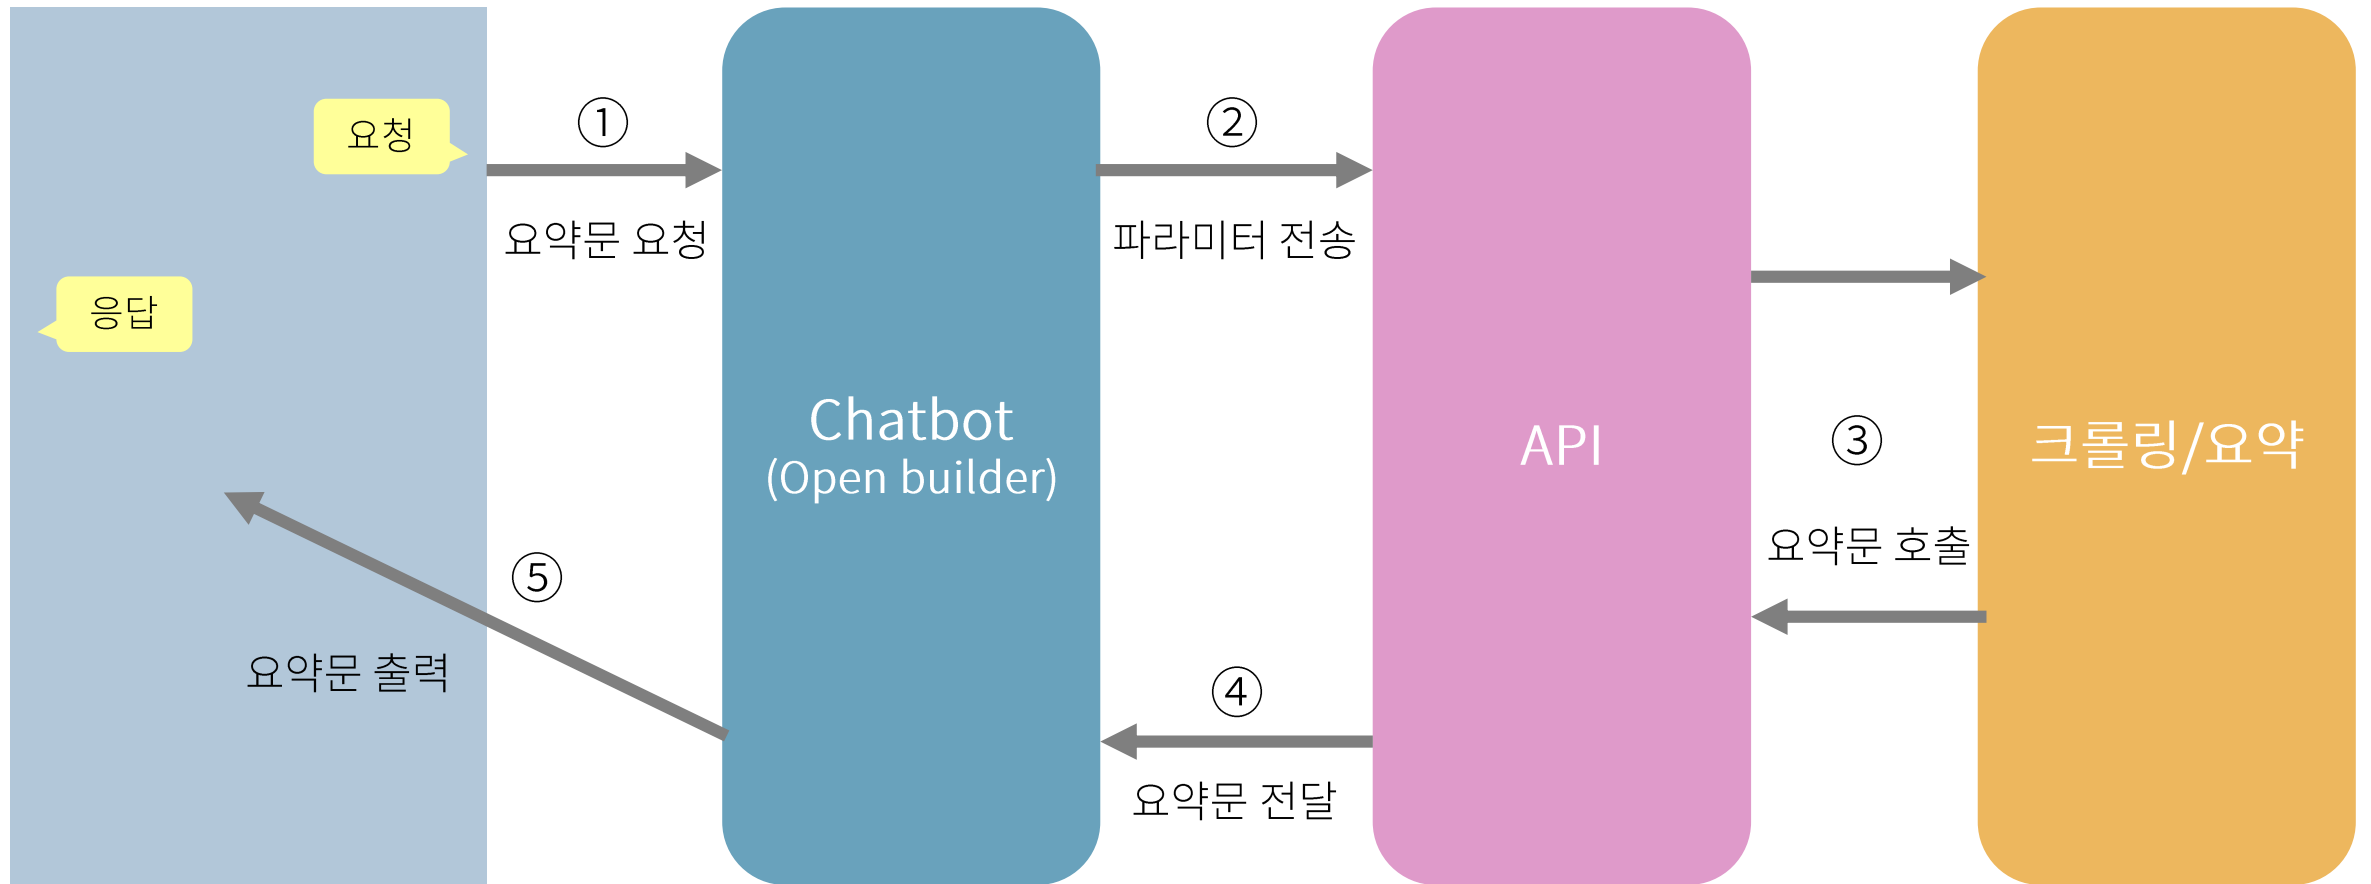 요청
①
요약문 요청
②
파라미터 전송
응답
Chatbot
(Open builder)
API
③
요약문 호출
크롤링/요약
④
요약문 전달
⑤
요약문 출력